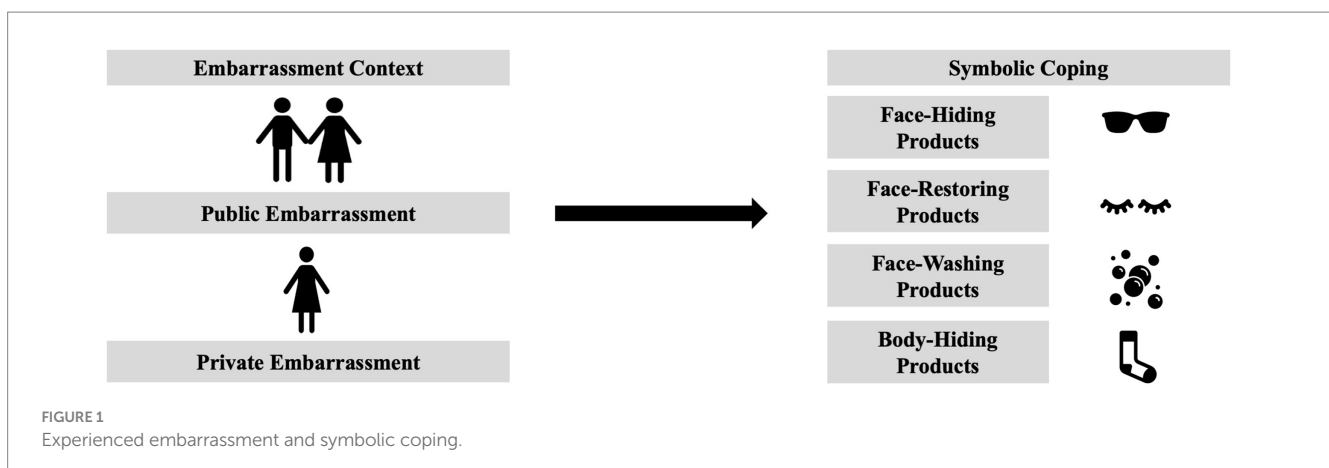 Embarrassment Context
Public Embarrassment
Private Embarrassment
Symbolic Coping
Face-Hiding
Products
Face-Restoring
Products
Face-Washing
Products
Body-Hiding
Products
FIGURE 1
Experienced embarrassment and symbolic coping.